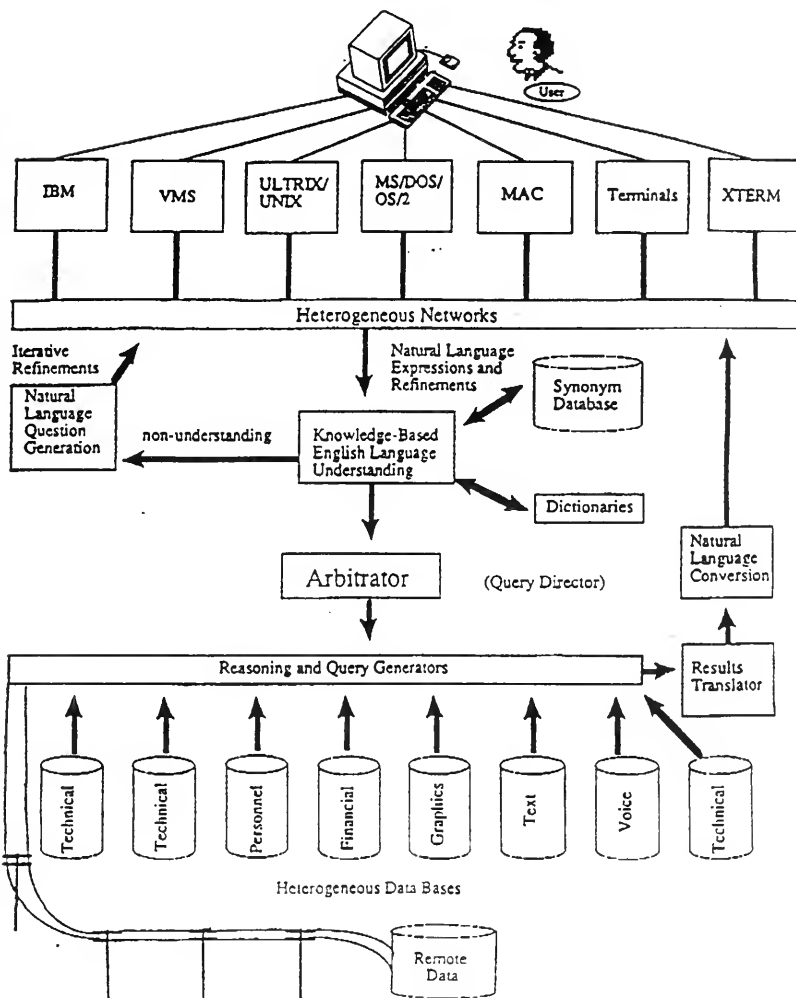 User
IBM
VMS
ULTRIX/
UNIX
MS/DOS/
OS/2
MAC
Terminals
XTERM
Heterogeneous Networks
Iterative
Refinements
Natural Language
Expressions and
Refinements
Synonym
Database
Natural
Language
Question
Generation
non-understanding
Knowledge-Based
English Language
Understanding
Dictionaries
Natural
Language
Conversion
Arbitrator
(Query Director)
Reasoning and Query Generators
Results
Translator
Technical
Technical
Personnel
Financial
Graphics
Text
Voice
Technical
Heterogeneous Data Bases
Remote
Data